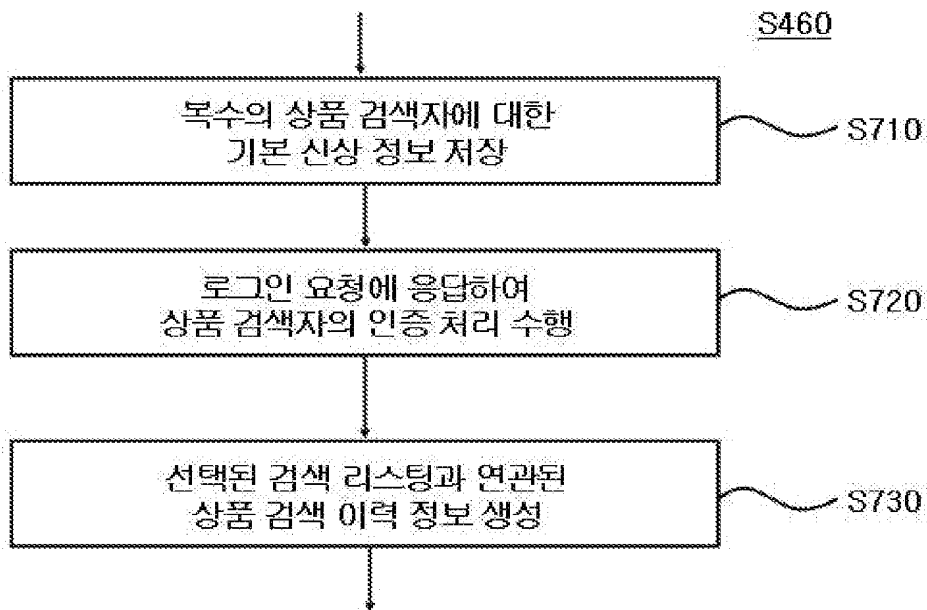 S460
복수의 상품 검색자에 대한
기본 신상 정보 저장
S710
로그인 요청에 응답하여
상품 검색자의 인증 처리 수행
S720
선택된 검색 리스팅과 연관된
상품 검색 이력 정보 생성
S730